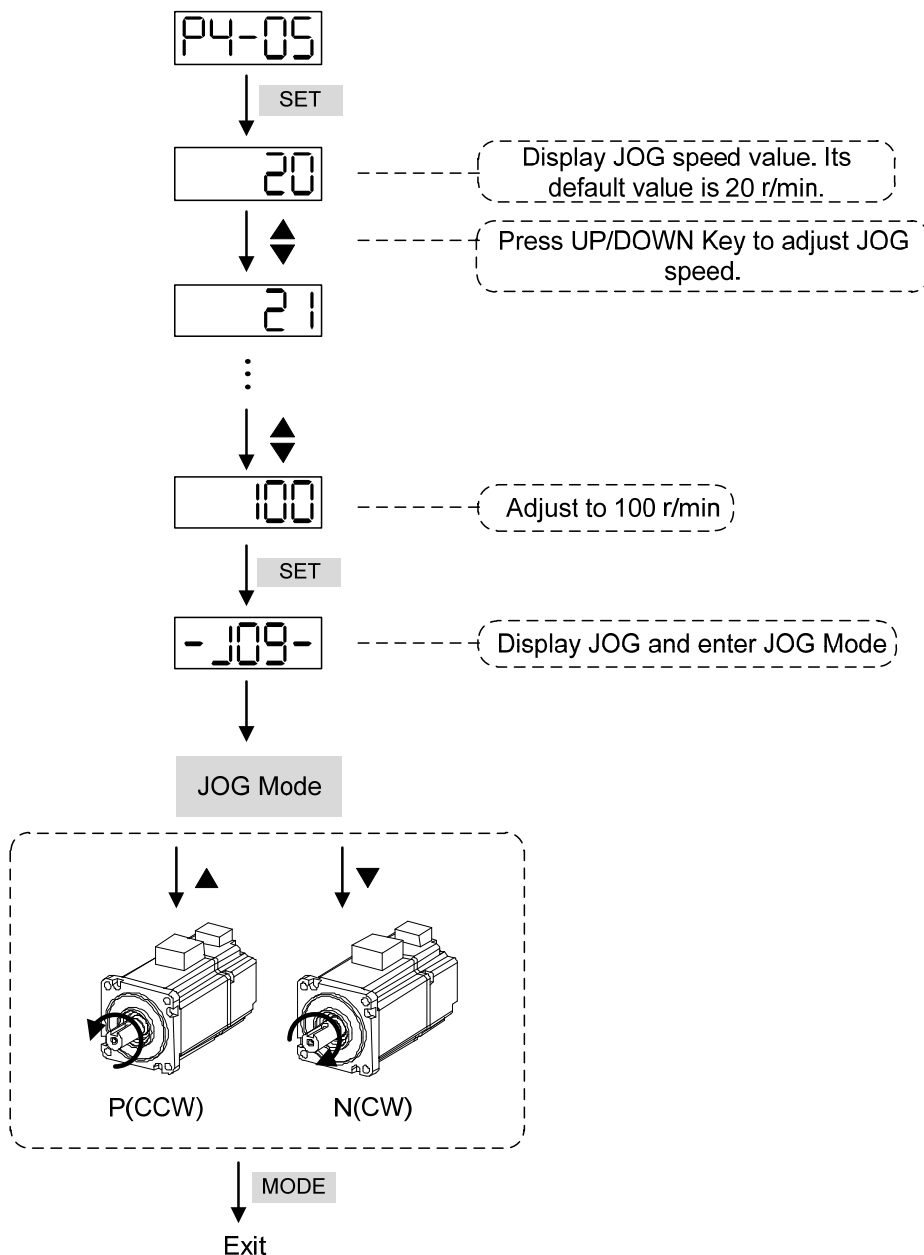 P4-05
SET
20
Display JOG speed value. Its
default value is 20 r/min.
Press UP/DOWN Key to adjust JOG
speed.
21
100
Adjust to 100 r/min
SET
-JOG-
Display JOG and enter JOG Mode
JOG Mode
P(CCW)
N(CW)
MODE
Exit